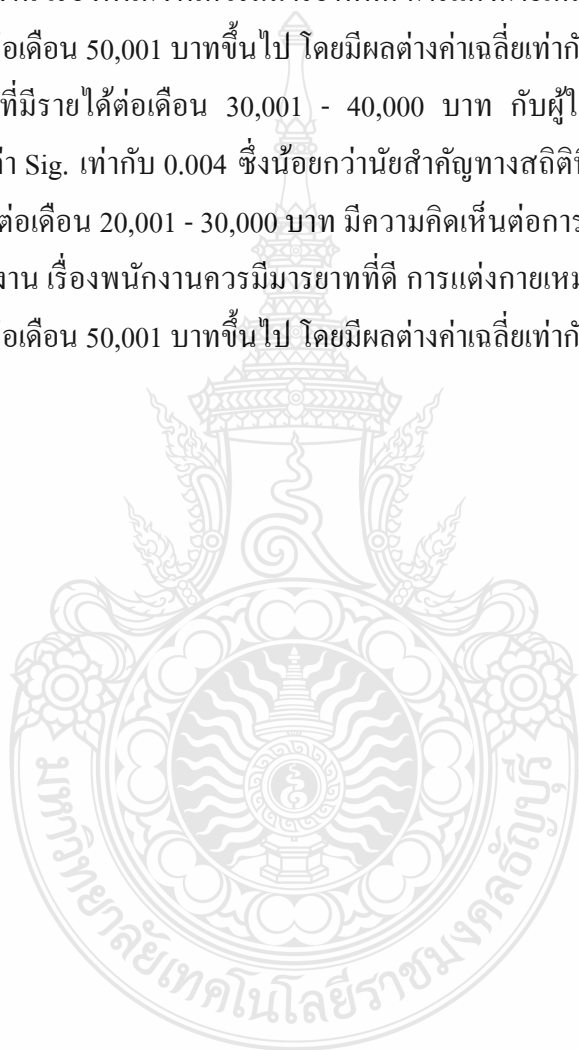 อเดือน 50,001 บาทขึ้นไป โดยมีผลต่างค่าเฉลี่ยเท่ากั
ที่มีรายได้ต่อเดือน 30,001 - 40,000 บาท กับผู้ใ
่า Sig. เท่ากับ 0.004 ซึ่งน้อยกว่านัยสำคัญทางสถิติที
ต่อเดือน 20,001 - 30,000 บาท มีความคิดเห็นต่อการ
งาน เรื่องพนักงานควรมีมารยาทที่ดี การแต่งกายเหม
อเดือน 50,001 บาทขึ้นไป โดยมีผลต่างค่าเฉลี่ยเท่ากั
มหาวิทยาลัยเทคโนโลยีราชมงคลธัญบุรี